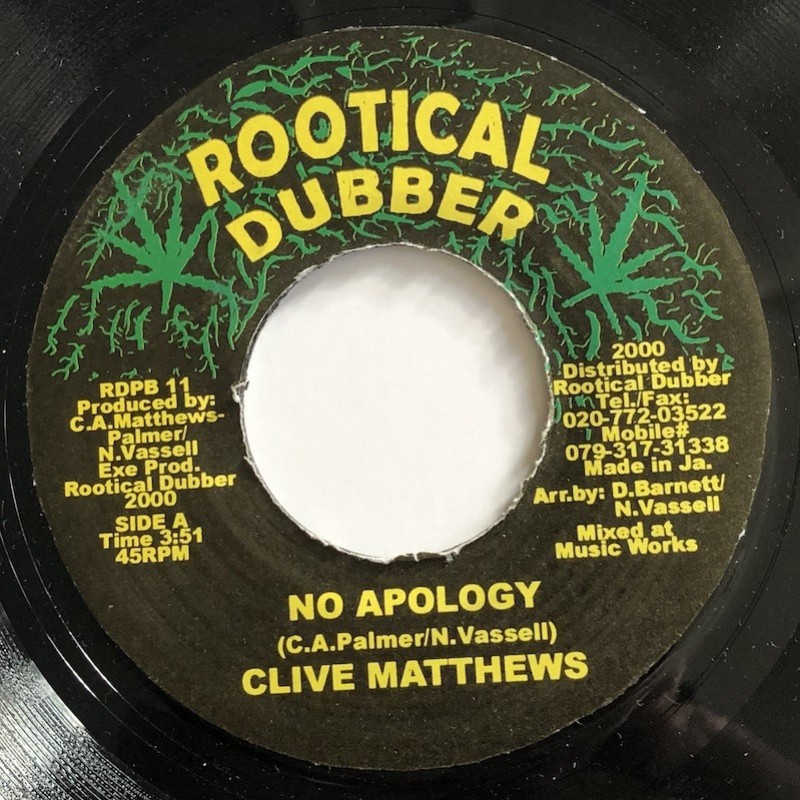 ROOTICAL
DUBBER
RDPB 11
Produced by:
C.A.Matthews-
Palmer/
N.Vassell
Exe Prod.
Rootical Dubber
2000
SIDE A
Time 3:51
45RPM
2000
Distributed by
Rootical Dubber
Tel./Fax:
020-772-03522
Mobile#
079-317-31338
Made in Ja.
Arr.by: D.Barnett/
N.Vassell
Mixed at
Music Works
NO APOLOGY
(C.A.Palmer/N.Vassell)
CLIVE MATTHEWS